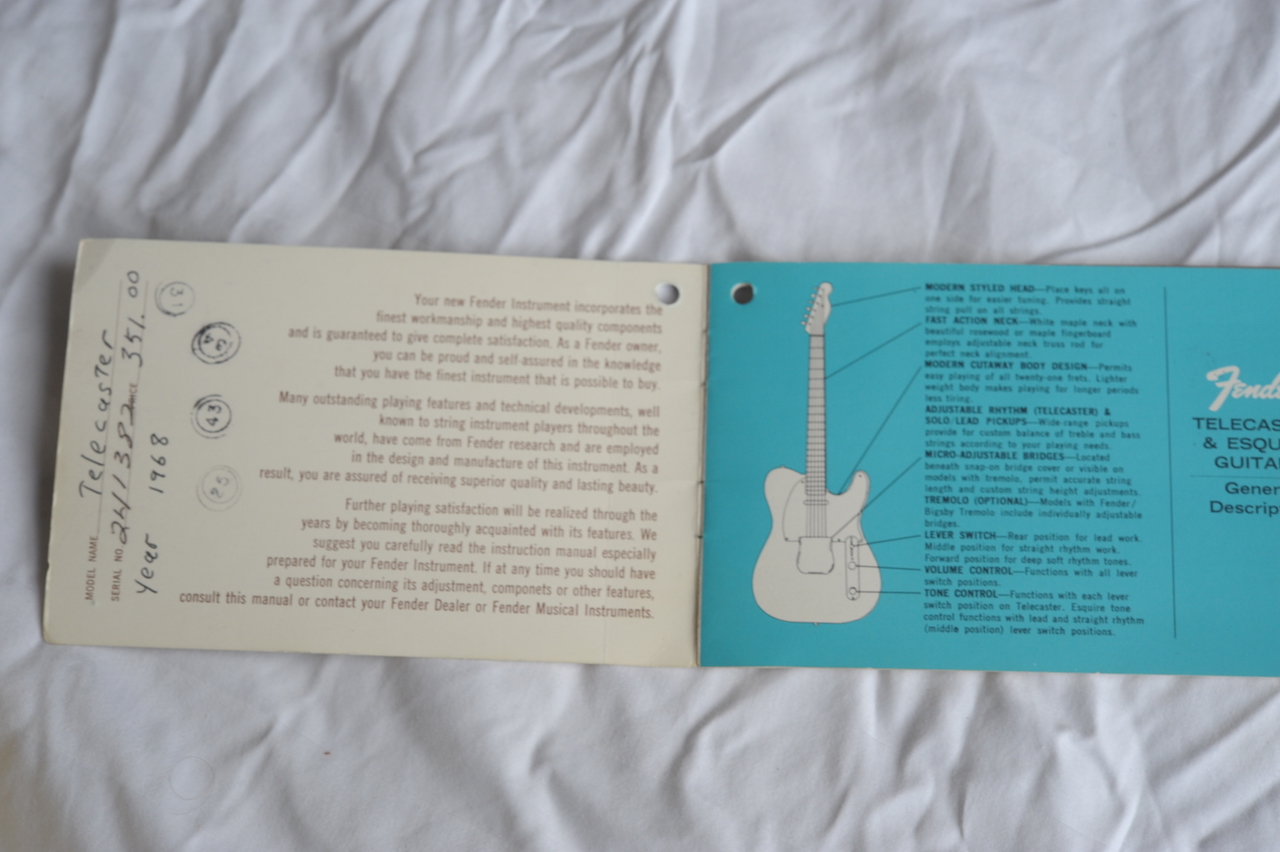 MODEL NAME Telecaster
SERIAL NO. 241382 PRICE 351.00
Year 1968
31
34
43
25
Your new Fender Instrument incorporates the
finest workmanship and highest quality components
and is guaranteed to give complete satisfaction. As a Fender owner,
you can be proud and self-assured in the knowledge
that you have the finest instrument that is possible to buy.
Many outstanding playing features and technical developments, well
known to string instrument players throughout the
world, have come from Fender research and are employed
in the design and manufacture of this instrument. As a
result, you are assured of receiving superior quality and lasting beauty.
Further playing satisfaction will be realized through the
years by becoming thoroughly acquainted with its features. We
suggest you carefully read the instruction manual especially
prepared for your Fender Instrument. If at any time you should have
a question concerning its adjustment, componets or other features,
consult this manual or contact your Fender Dealer or Fender Musical Instruments.
MODERN STYLED HEAD—Place keys all on
one side for easier tuning. Provides straight
string pull on all strings.
FAST ACTION NECK—White maple neck with
beautiful rosewood or maple fingerboard
employs adjustable neck truss rod for
perfect neck alignment.
MODERN CUTAWAY BODY DESIGN—Permits
easy playing of all twenty-one frets. Lighter
weight body makes playing for longer periods
less tiring.
ADJUSTABLE RHYTHM (TELECASTER) &
SOLO/LEAD PICKUPS—Wide-range pickups
provide for custom balance of treble and bass
strings according to your playing needs.
MICRO-ADJUSTABLE BRIDGES—Located
beneath snap-on bridge cover or visible on
models with tremolo, permit accurate string
length and custom string height adjustments.
TREMOLO (OPTIONAL)—Models with Fender/
Bigsby Tremolo include individually adjustable
bridges.
LEVER SWITCH—Rear position for lead work.
Middle position for straight rhythm work.
Forward position for deep soft rhythm tones.
VOLUME CONTROL—Functions with all lever
switch positions.
TONE CONTROL—Functions with each lever
switch position on Telecaster. Esquire tone
control functions with lead and straight rhythm
(middle position) lever switch positions.
Fend
TELECAS
& ESQU
GUITA
Gener
Descrip